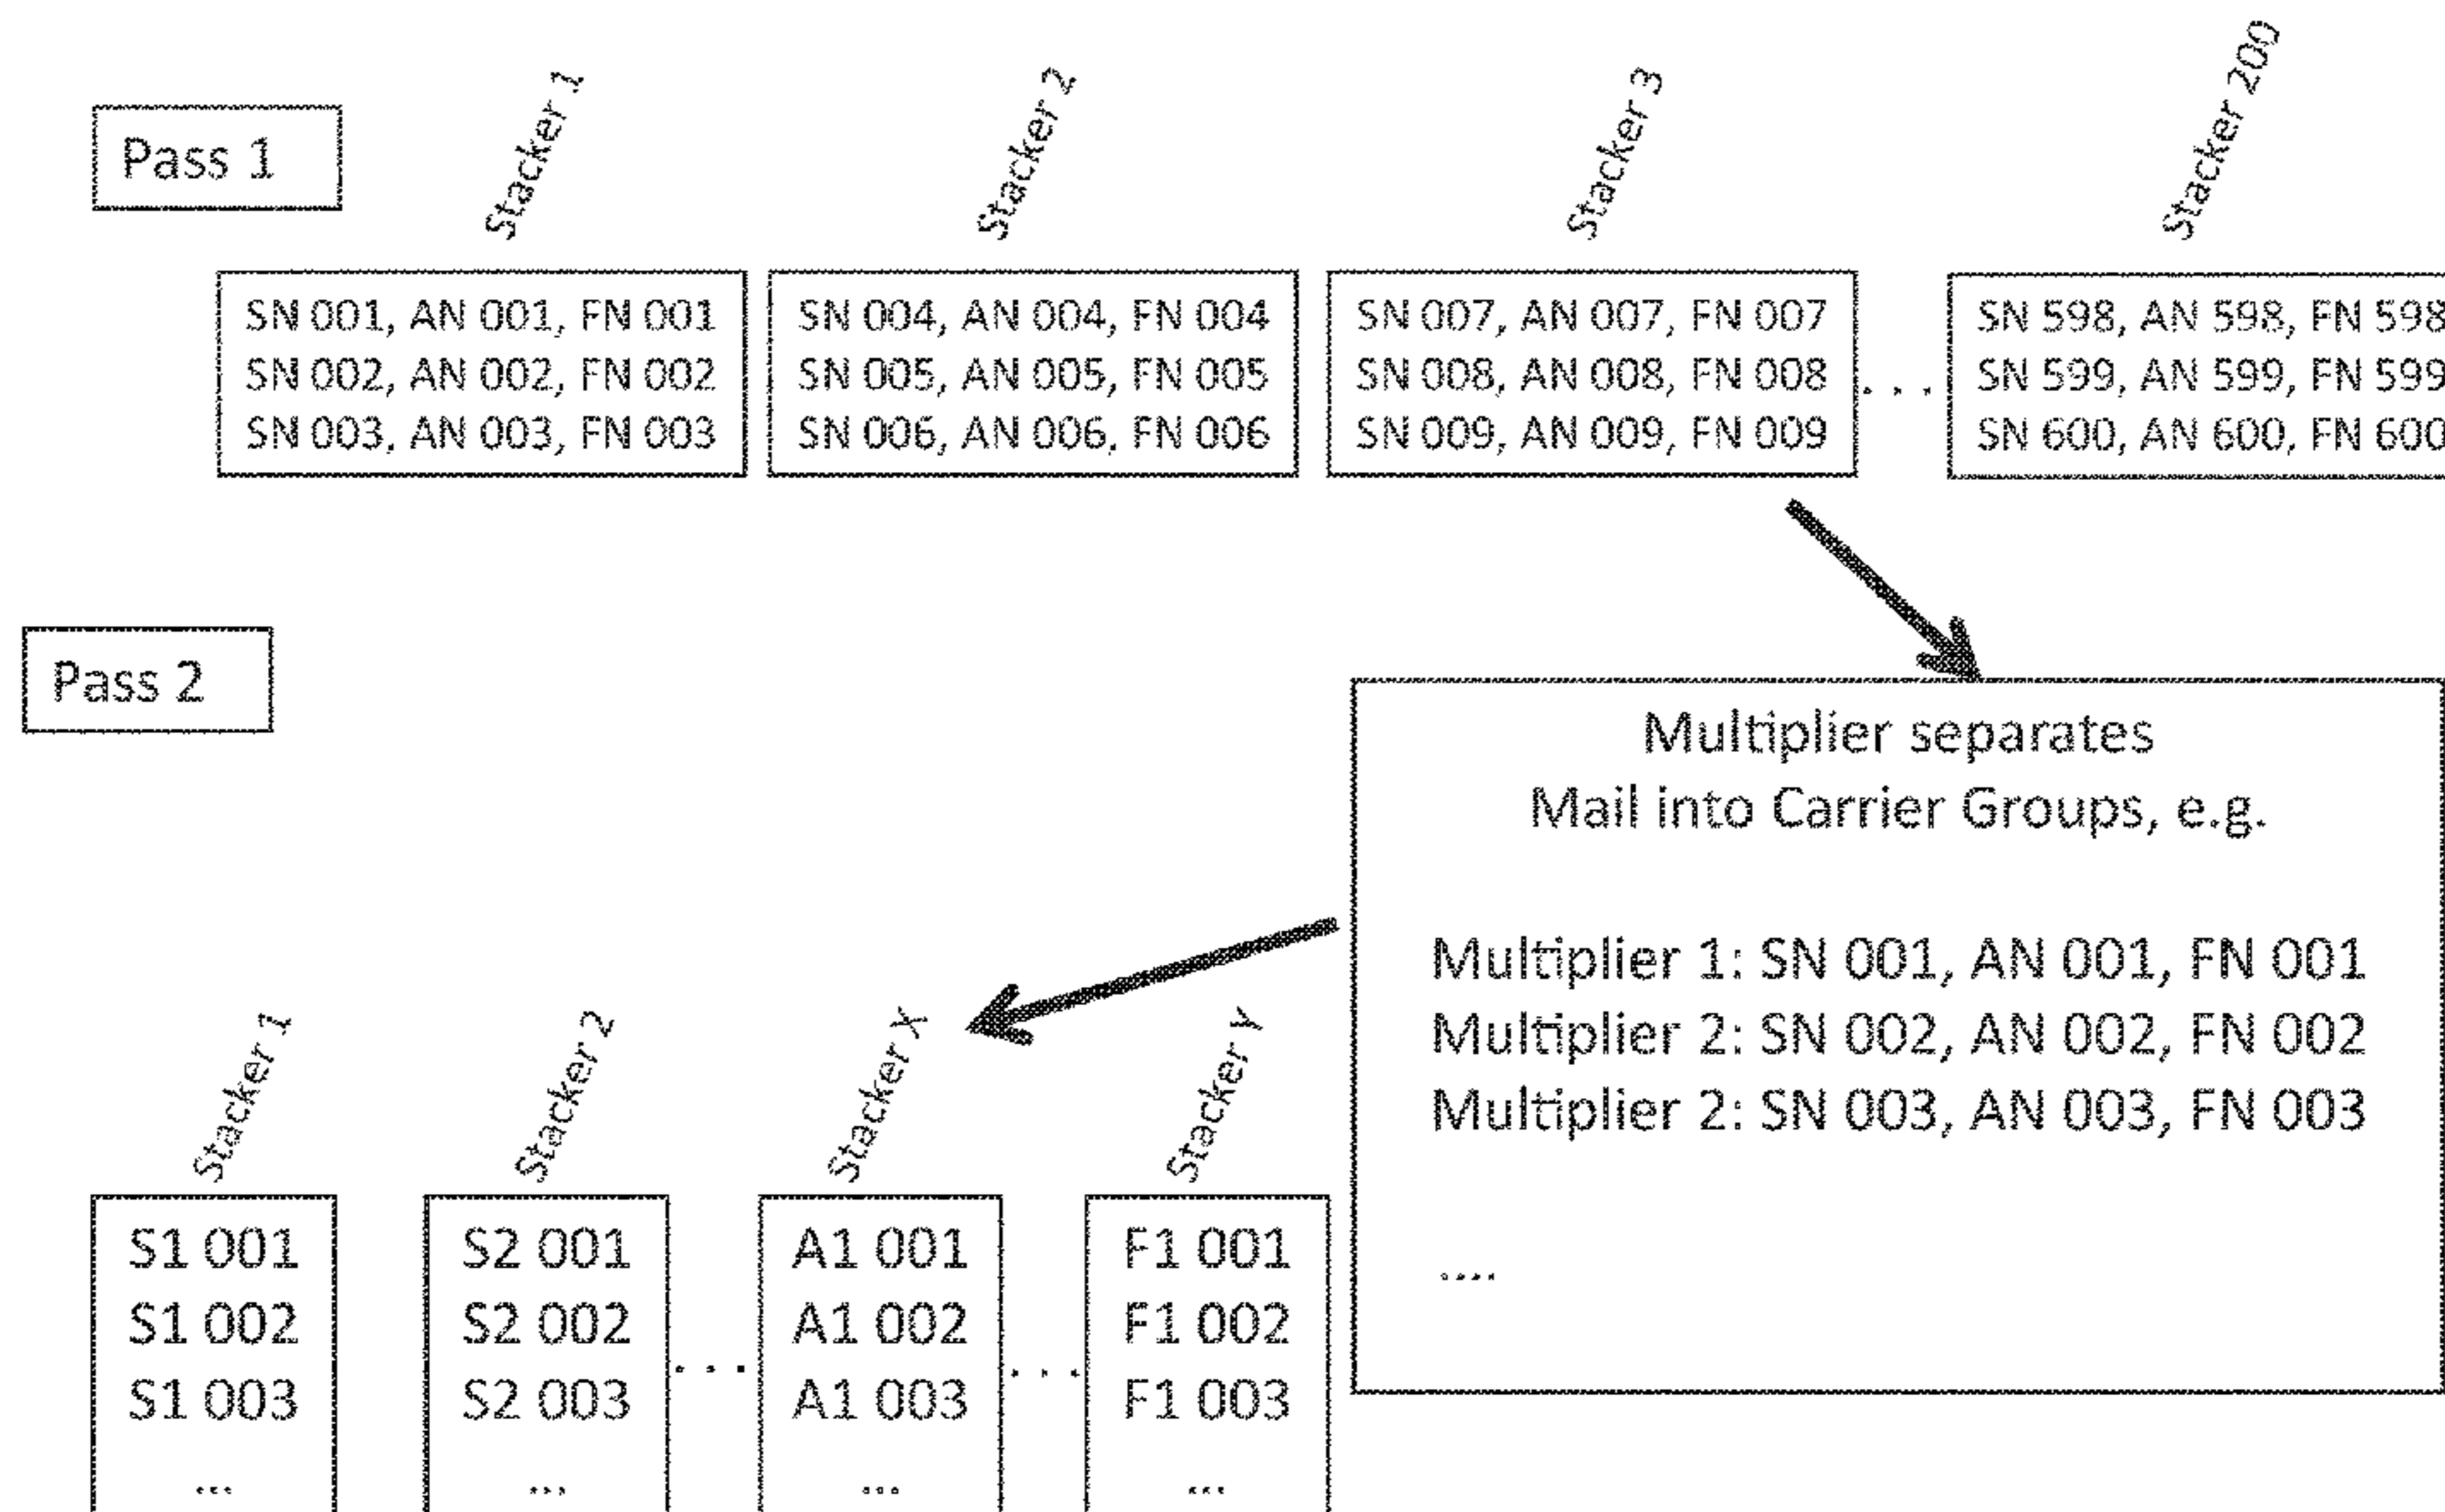 Pass 1
Stacker 1
Stacker 2
Stacker 3
Stacker 200
SN 001, AN 001, FN 001
SN 002, AN 002, FN 002
SN 003, AN 003, FN 003
SN 004, AN 004, FN 004
SN 005, AN 005, FN 005
SN 006, AN 006, FN 006
SN 007, AN 007, FN 007
SN 008, AN 008, FN 008
SN 009, AN 009, FN 009
. . .
SN 598, AN 598, FN 598
SN 599, AN 599, FN 599
SN 600, AN 600, FN 600
Pass 2
Multiplier separates
Mail into Carrier Groups, e.g.
Multiplier 1: SN 001, AN 001, FN 001
Multiplier 2: SN 002, AN 002, FN 002
Multiplier 2: SN 003, AN 003, FN 003
....
Stacker 1
Stacker 2
Stacker X
Stacker Y
S1 001
S1 002
S1 003
...
S2 001
S2 002
S2 003
...
. . .
A1 001
A1 002
A1 003
...
. . .
F1 001
F1 002
F1 003
...